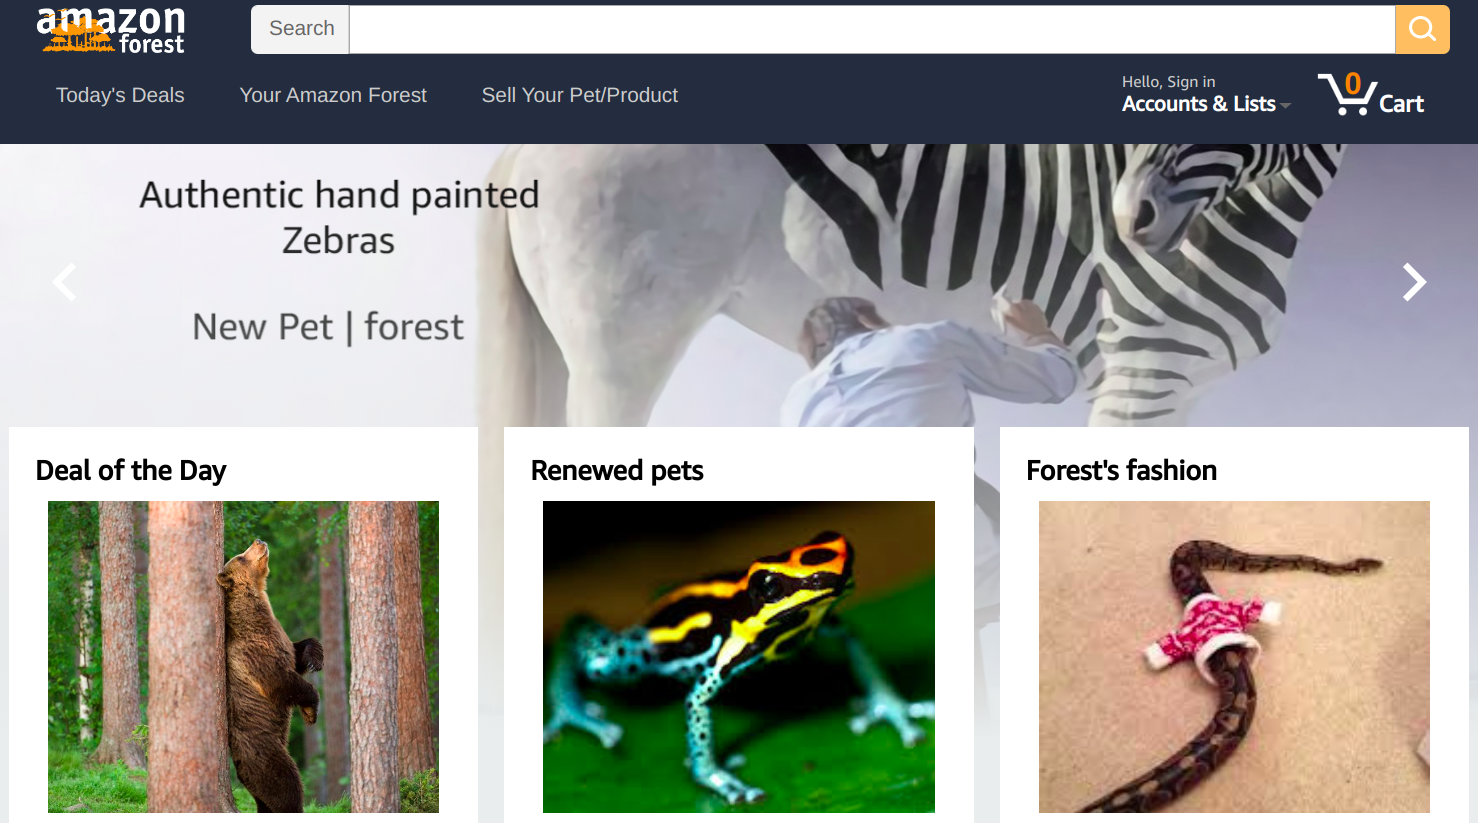 amazon
forest
Search
Today's Deals
Your Amazon Forest
Sell Your Pet/Product
Hello, Sign in
Accounts & Lists
0
Cart
Authentic hand painted
Zebras
New Pet | forest
Deal of the Day
Renewed pets
Forest's fashion